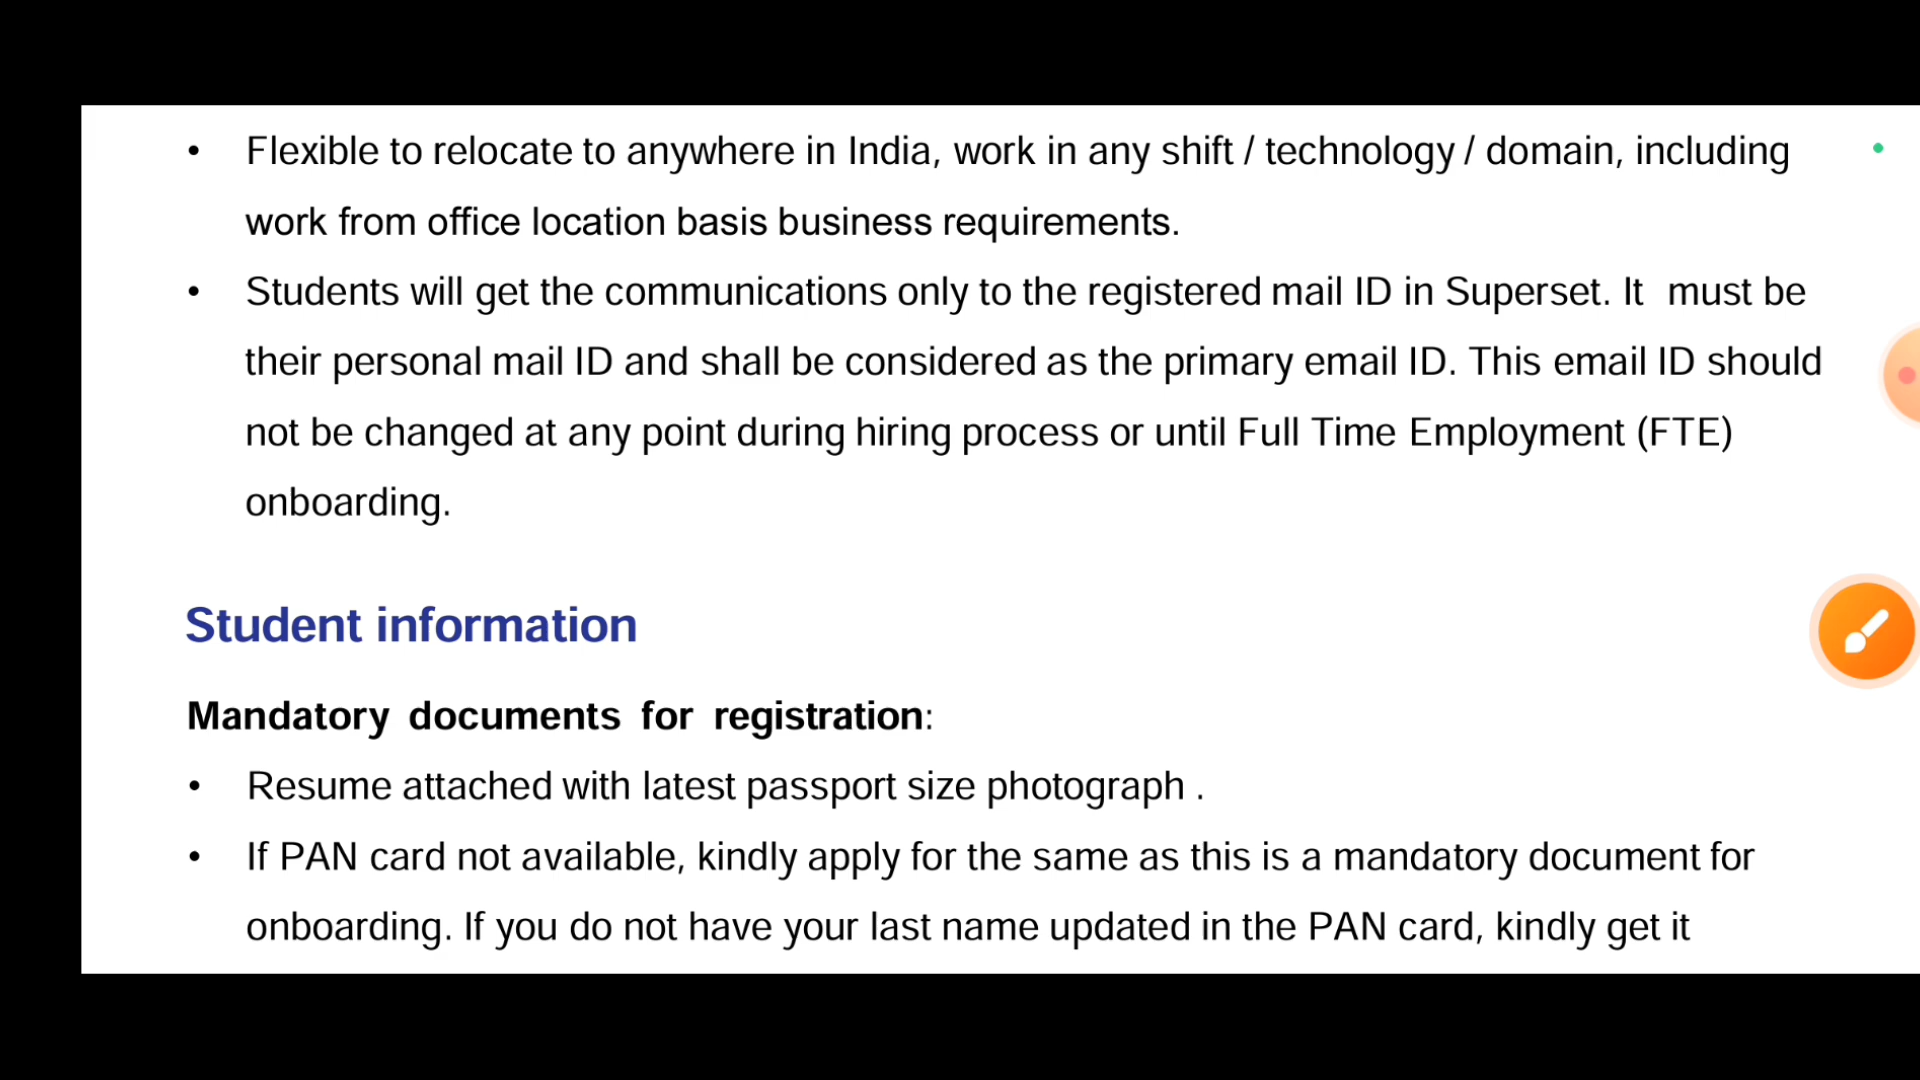 • Flexible to relocate to anywhere in India, work in any shift / technology / domain, including
work from office location basis business requirements.
• Students will get the communications only to the registered mail ID in Superset. It must be
their personal mail ID and shall be considered as the primary email ID. This email ID should
not be changed at any point during hiring process or until Full Time Employment (FTE)
onboarding.
Student information
Mandatory documents for registration:
• Resume attached with latest passport size photograph .
• If PAN card not available, kindly apply for the same as this is a mandatory document for
onboarding. If you do not have your last name updated in the PAN card, kindly get it